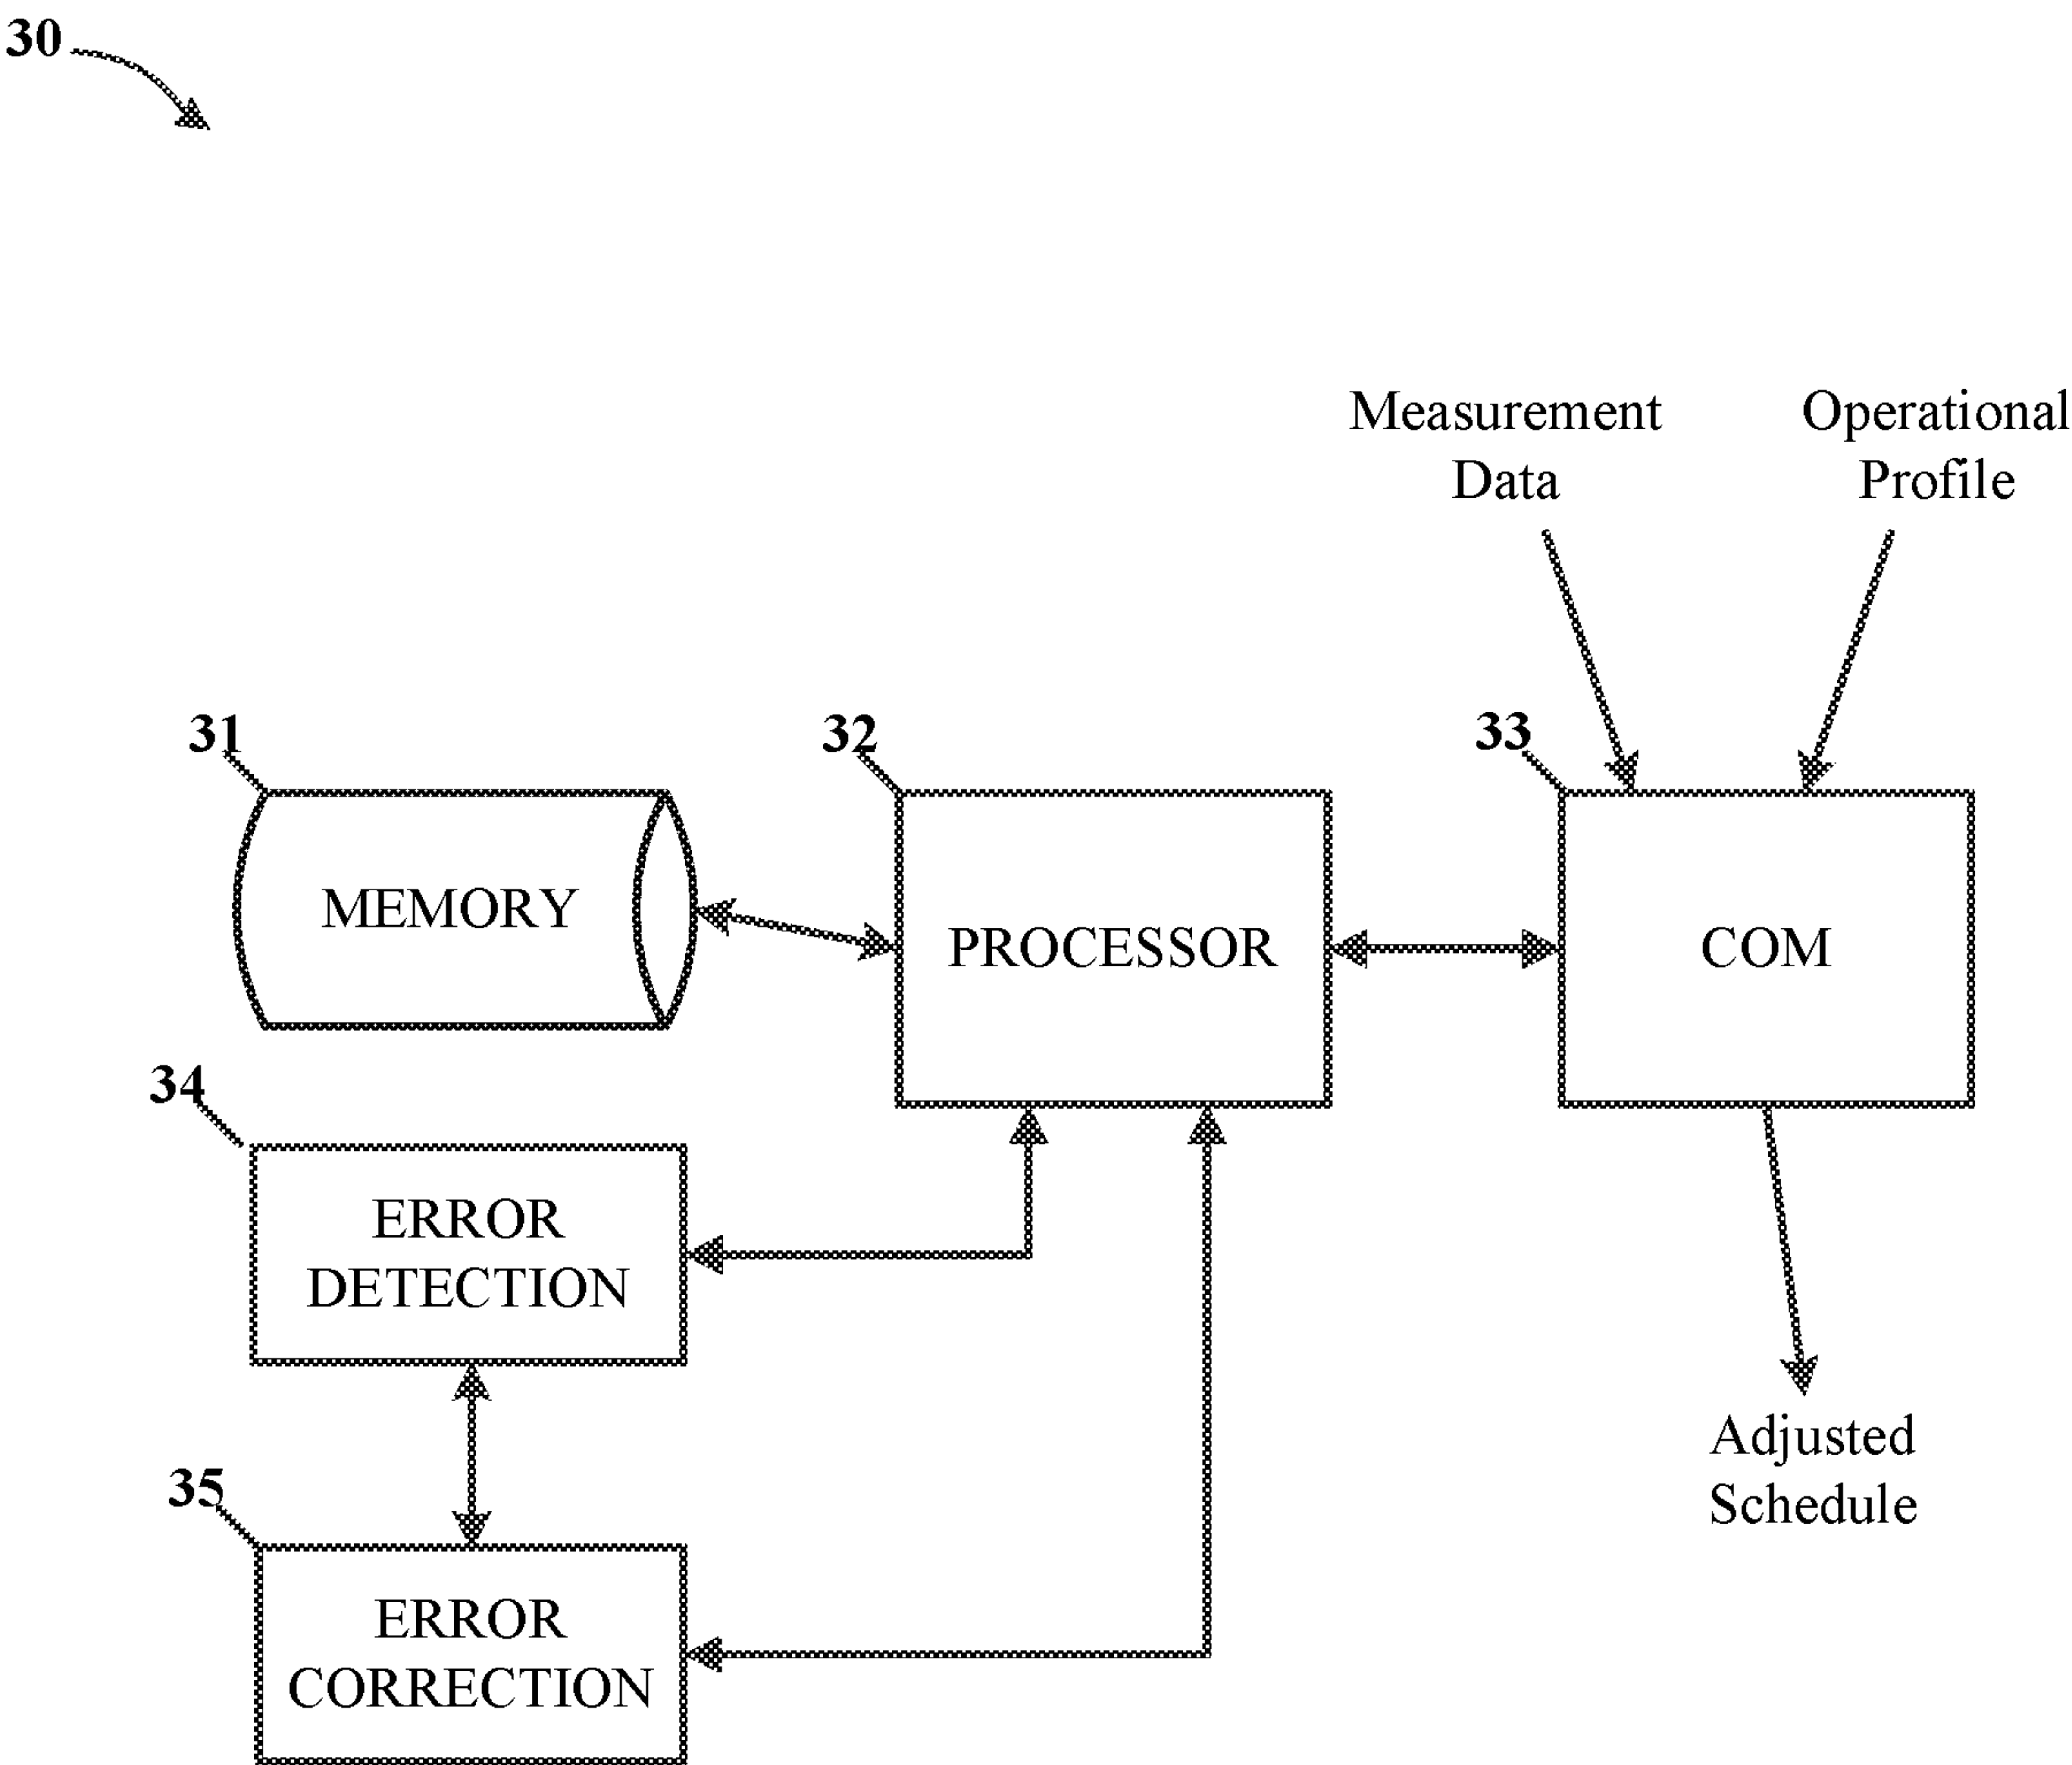 30
Measurement
Data
Operational
Profile
31
32
33
MEMORY
PROCESSOR
COM
34
ERROR
DETECTION
Adjusted
Schedule
35
ERROR
CORRECTION